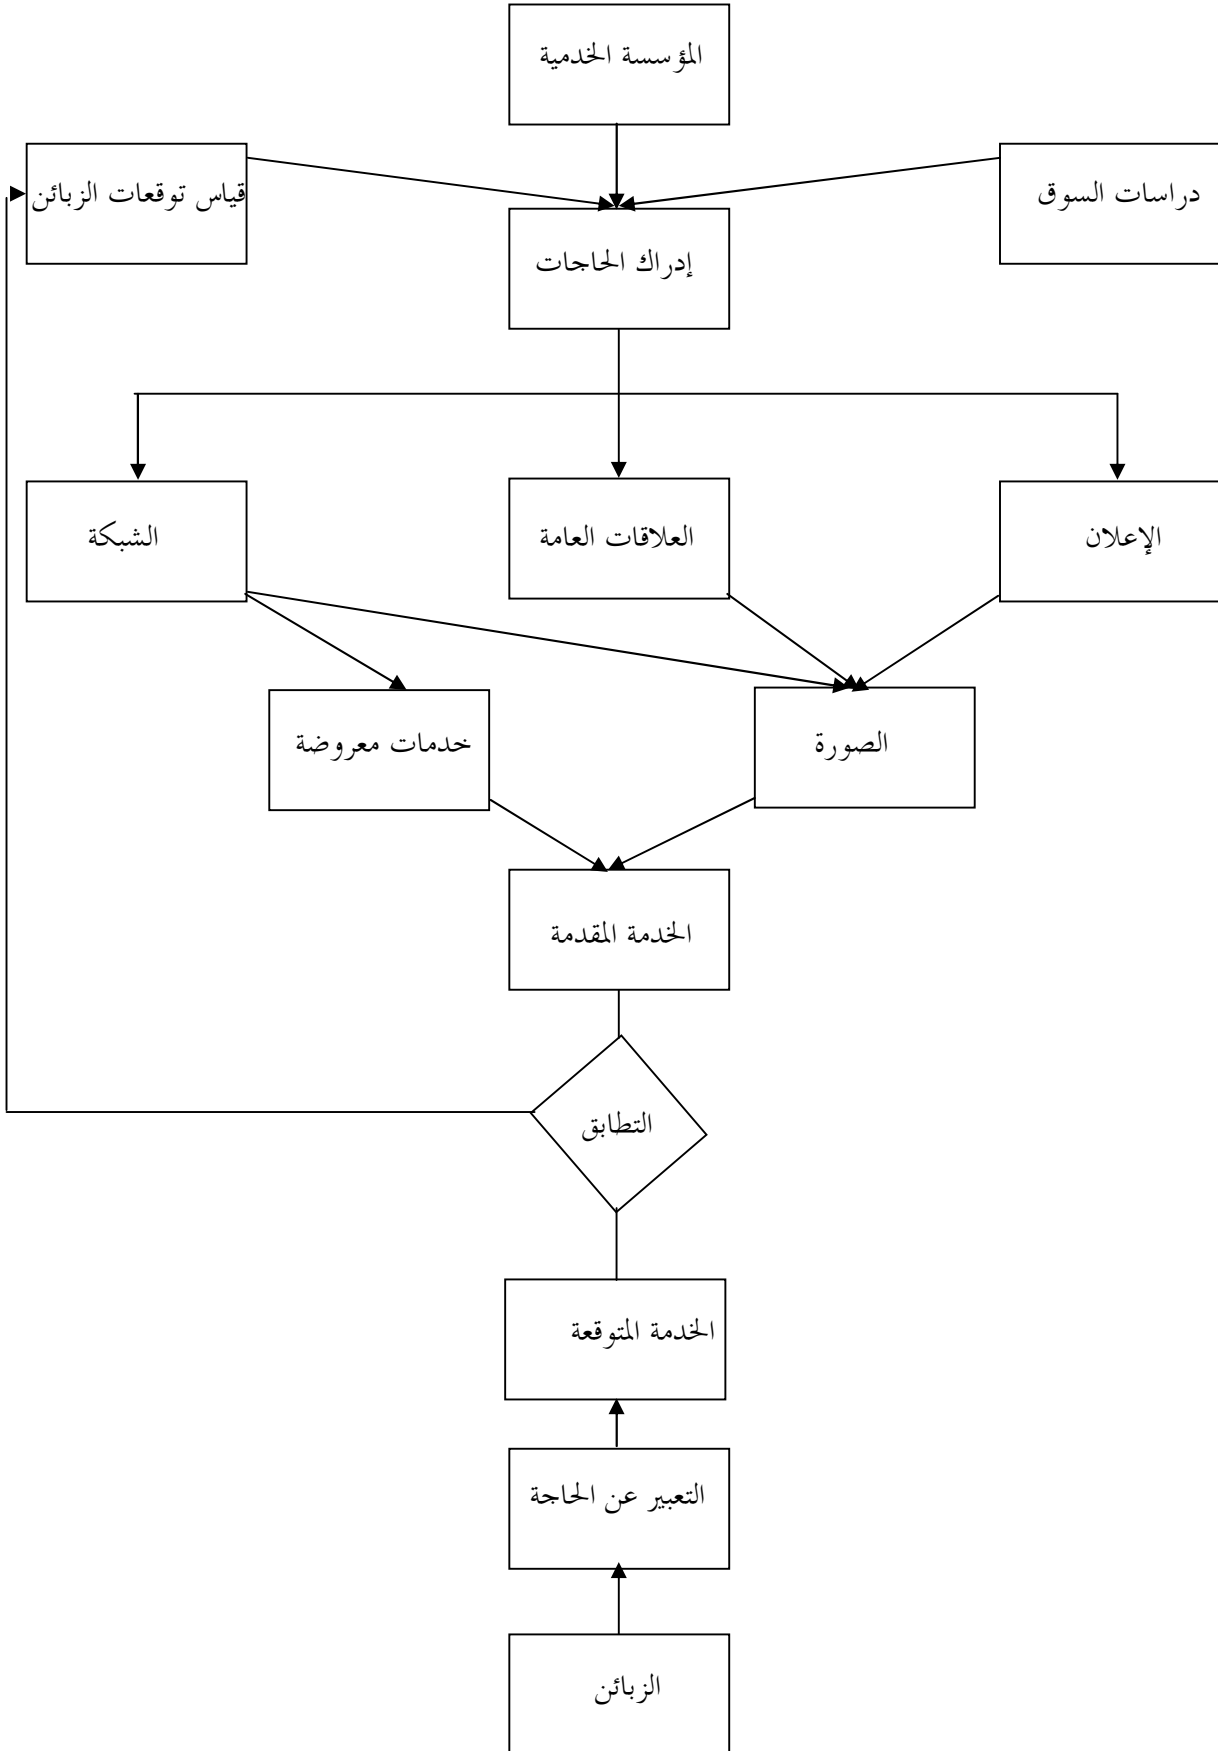 المؤسسة الخدمية
دراسات السوق
قياس توقعات الزبائن
إدراك الحاجات
الإعلان
العلاقات العامة
الشبكة
الصورة
خدمات معروضة
الخدمة المقدمة
التطابق
الخدمة المتوقعة
التعبير عن الحاجة
الزبائن